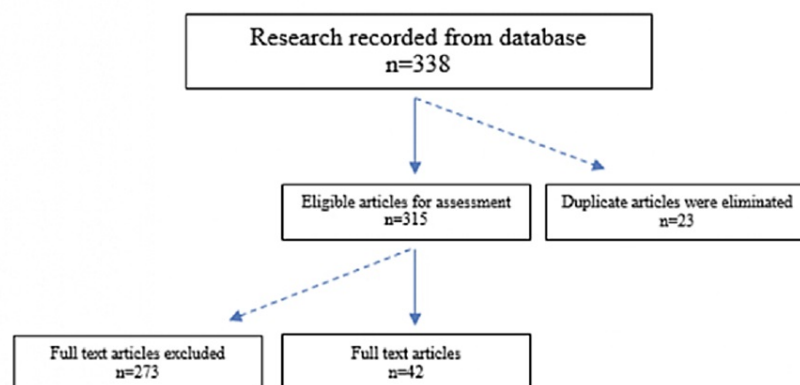 Research recorded from database
n=338
Eligible articles for assessment
n=315
Duplicate articles were eliminated
n=23
Full text articles excluded
n=273
Full text articles
n=42